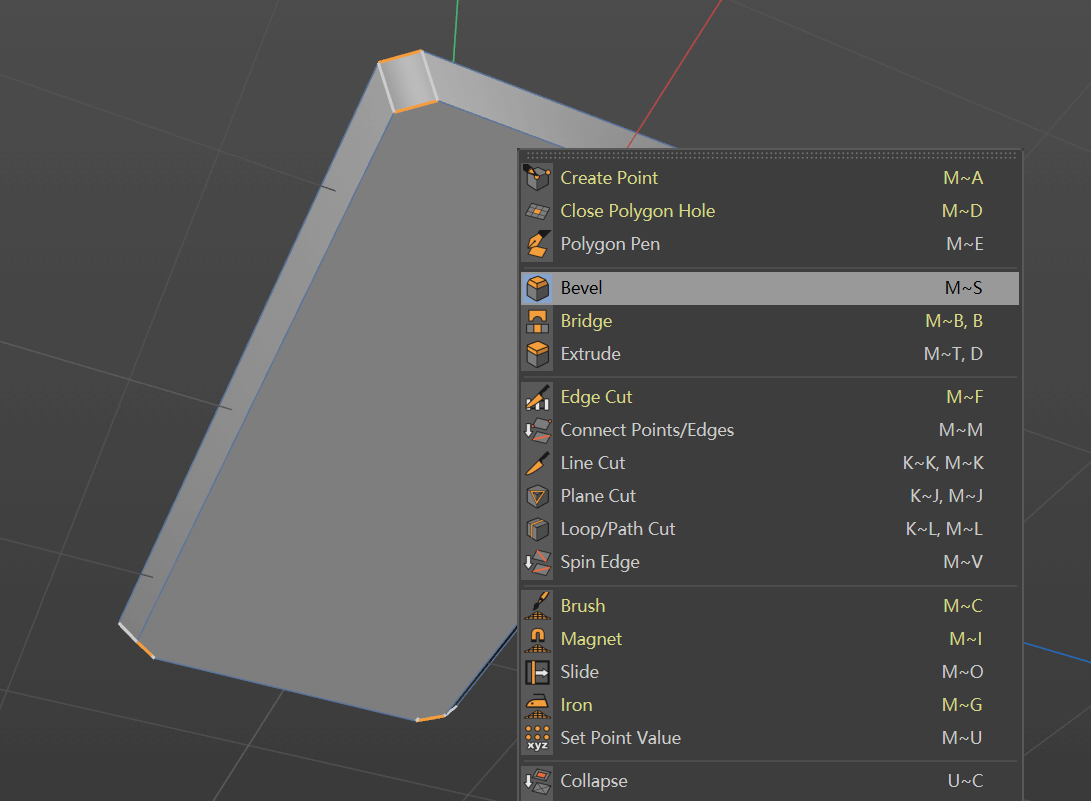 Create Point M~A
Close Polygon Hole M~D
Polygon Pen M~E
Bevel M~S
Bridge M~B, B
Extrude M~T, D
Edge Cut M~F
Connect Points/Edges M~M
Line Cut K~K, M~K
Plane Cut K~J, M~J
Loop/Path Cut K~L, M~L
Spin Edge M~V
Brush M~C
Magnet M~I
Slide M~O
Iron M~G
xyz Set Point Value M~U
Collapse U~C